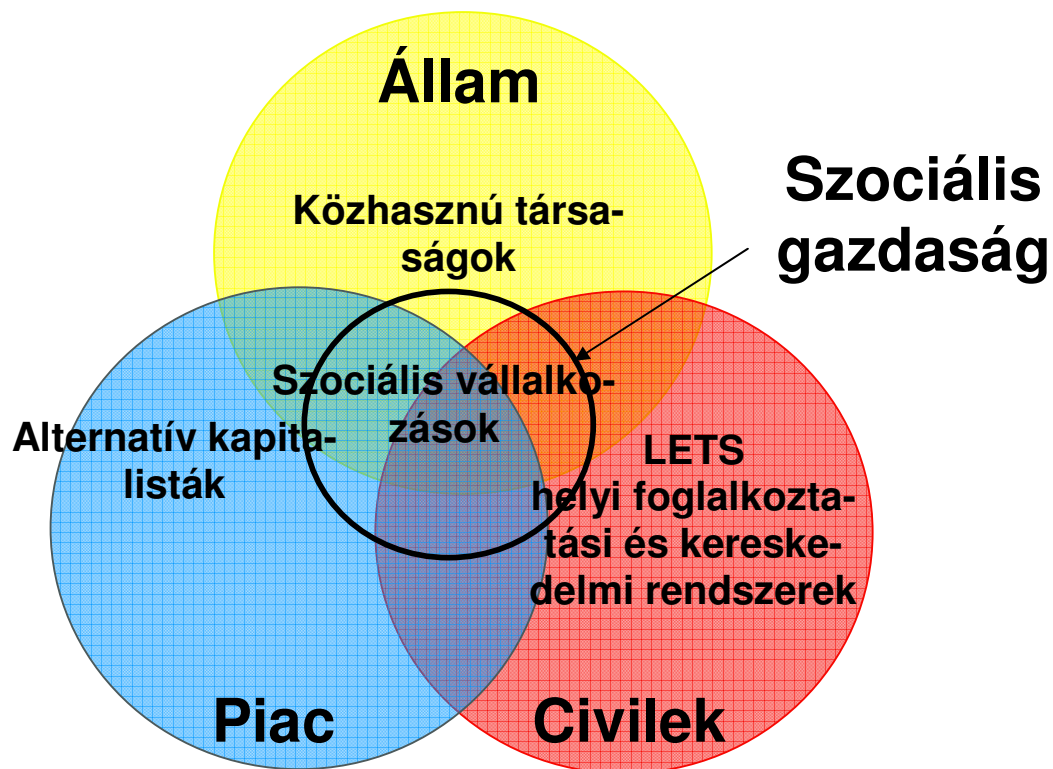 Állam
Szociális
gazdaság
Közhasznú társa-
ságok
Szociális vállalko-
zások
Alternatív kapita-
listák
LETS
helyi foglalkozta-
tási és kereske-
delmi rendszerek
Piac
Civilek